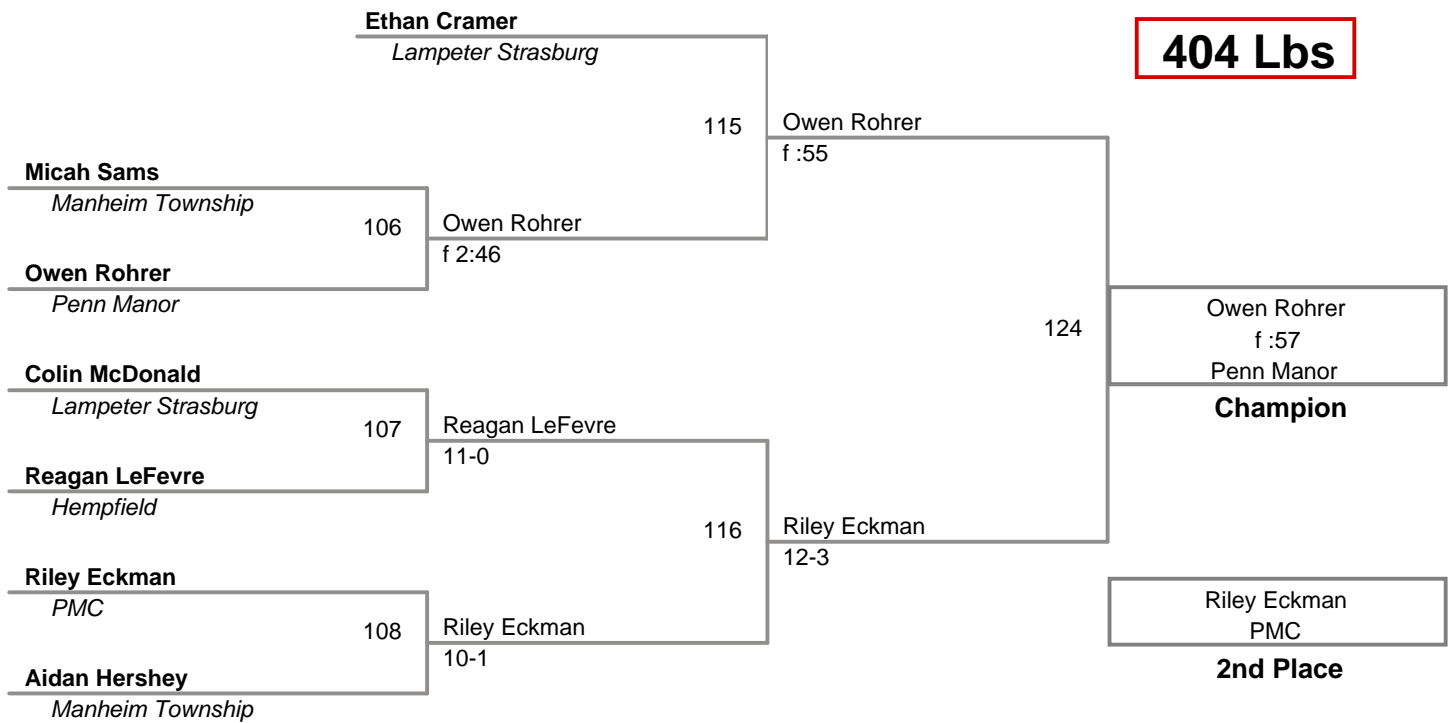 Ethan Cramer
Lampeter Strasburg
404 Lbs
115
Owen Rohrer
f :55
Micah Sams
Manheim Township
106
Owen Rohrer
f 2:46
Owen Rohrer
Penn Manor
124
Owen Rohrer
f :57
Penn Manor
Champion
Colin McDonald
Lampeter Strasburg
107
Reagan LeFevre
11-0
Reagan LeFevre
Hempfield
116
Riley Eckman
12-3
Riley Eckman
PMC
108
Riley Eckman
10-1
Aidan Hershey
Manheim Township
Riley Eckman
PMC
2nd Place